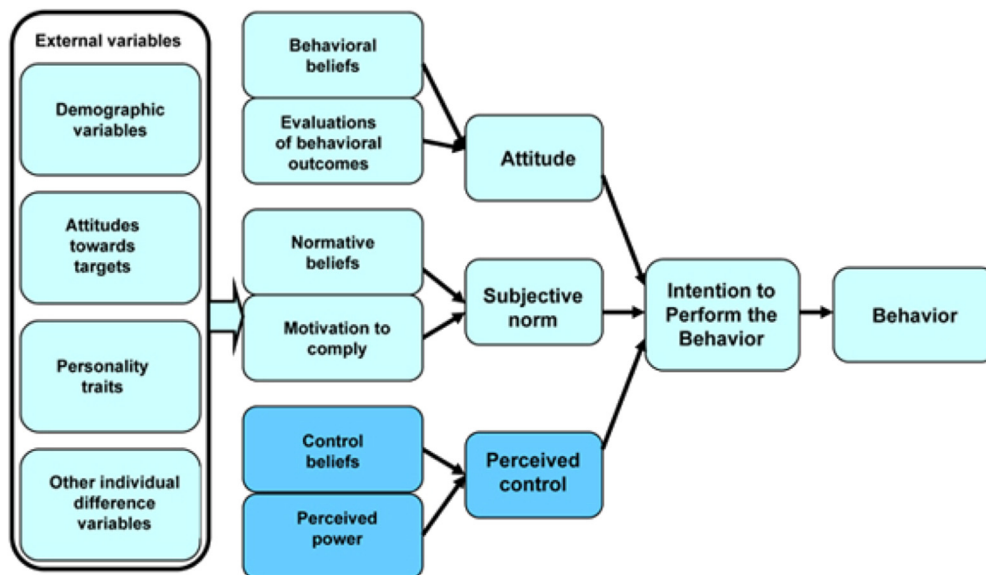 External variables
Demographic
variables
Attitudes
towards
targets
Personality
traits
Other individual
difference
variables
Behavioral
beliefs
Evaluations
of behavioral
outcomes
Normative
beliefs
Motivation to
comply
Control
beliefs
Perceived
power
Attitude
Subjective
norm
Perceived
control
Intention to
Perform the
Behavior
Behavior